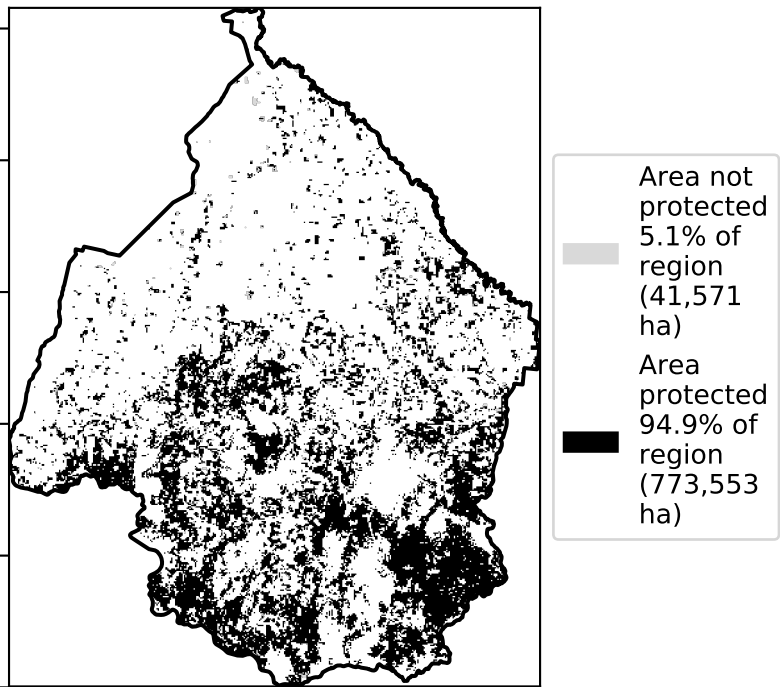 Area not
protected
5.1% of
region
(41,571
ha)
Area
protected
94.9% of
region
(773,553
ha)